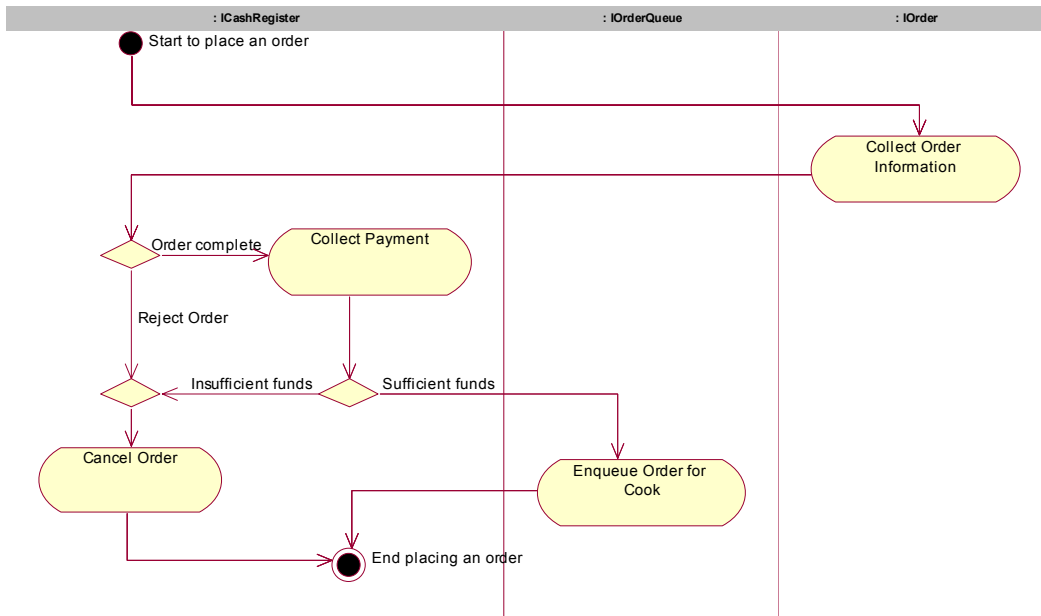 : ICashRegister
: IOrderQueue
: IOrder
Start to place an order
Collect Order
Information
Order complete
Collect Payment
Reject Order
Insufficient funds
Sufficient funds
Cancel Order
Enqueue Order for
Cook
End placing an order